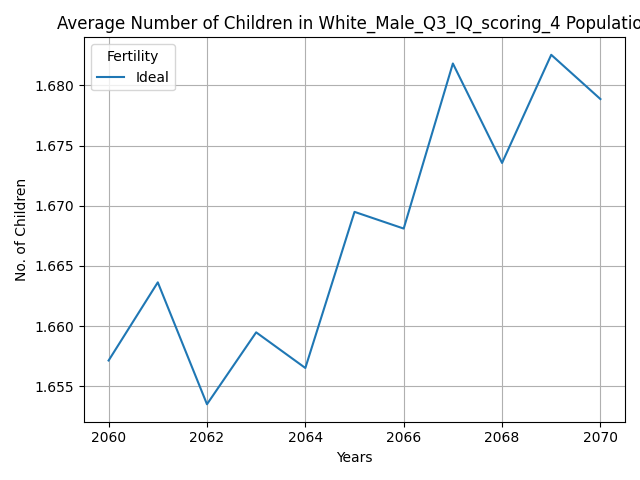 Average Number of Children in White_Male_Q3_IQ_scoring_4 Populatio
Fertility
Ideal
1.680
1.675
1.670
1.665
1.660
1.655
No. of Children
2060 2062 2064 2066 2068 2070
Years